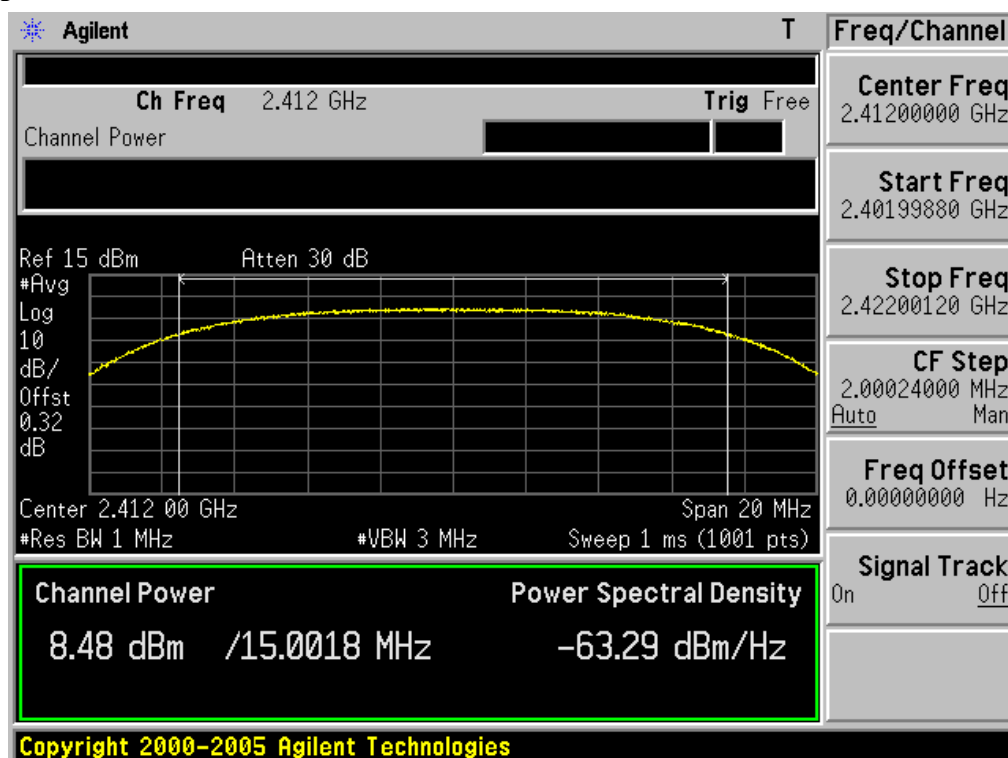 Agilent T
Freq/Channel
Ch Freq 2.412 GHz Trig Free
Channel Power
Center Freq
2.41200000 GHz
Start Freq
2.40199880 GHz
Stop Freq
2.42200120 GHz
CF Step
2.00024000 MHz
Auto Man
Freq Offset
0.00000000 Hz
Signal Track
On Off
Ref 15 dBm Atten 30 dB
#Avg
Log
10
dB/
Offst
0.32
dB
Center 2.412 00 GHz Span 20 MHz
#Res BW 1 MHz #VBW 3 MHz Sweep 1 ms (1001 pts)
Channel Power Power Spectral Density
8.48 dBm /15.0018 MHz -63.29 dBm/Hz
Copyright 2000-2005 Agilent Technologies